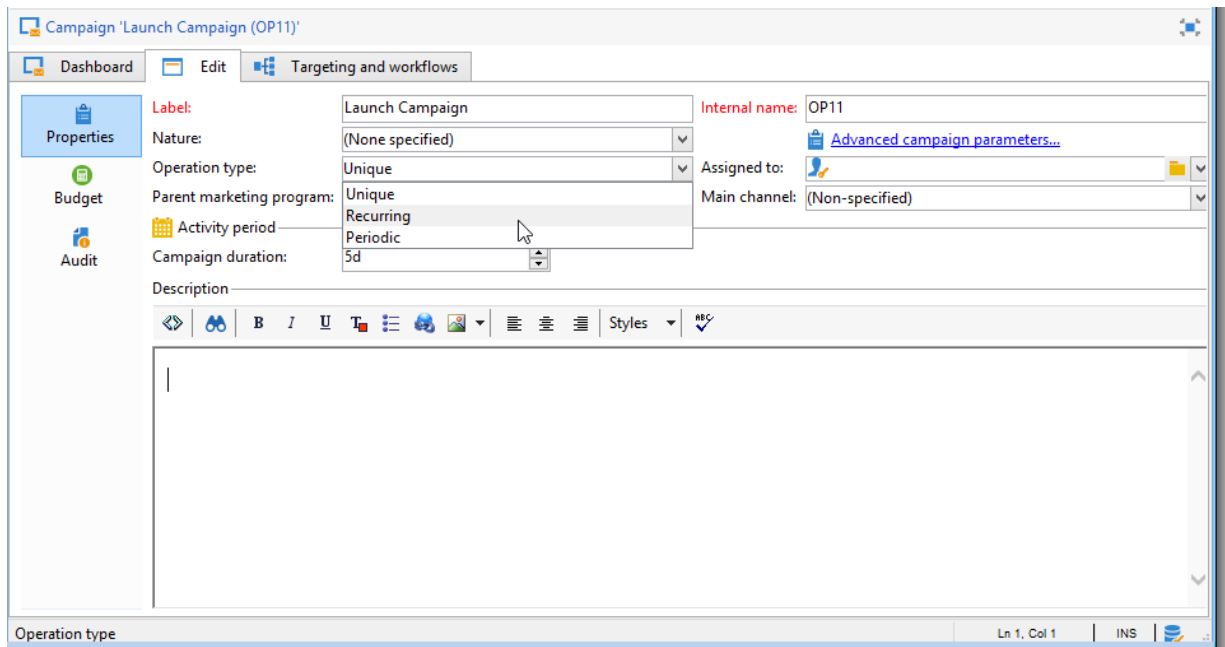 Campaign 'Launch Campaign (OP11)'
Dashboard Edit Targeting and workflows
Properties
Budget
Audit
Label: Launch Campaign Internal name: OP11
Nature: (None specified) Advanced campaign parameters...
Operation type: Unique Assigned to:
Parent marketing program: Unique Main channel: (Non-specified)
Recurring
Activity period
Periodic
Campaign duration: 5d
Description
B I U T Styles ABC
Operation type Ln 1, Col 1 INS